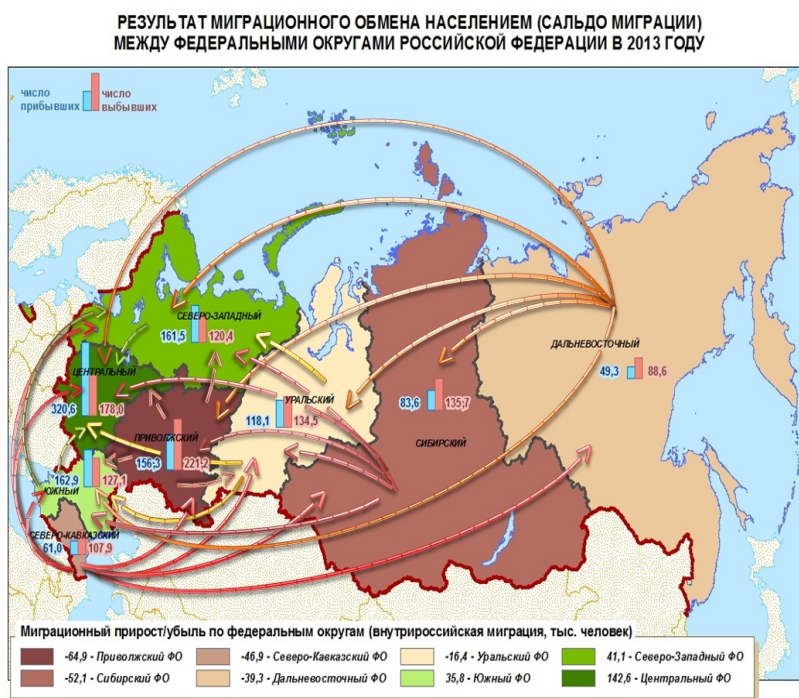 РЕЗУЛЬТАТ МИГРАЦИОННОГО ОБМЕНА НАСЕЛЕНИЕМ (САЛЬДО МИГРАЦИИ)
МЕЖДУ ФЕДЕРАЛЬНЫМИ ОКРУГАМИ РОССИЙСКОЙ ФЕДЕРАЦИИ В 2013 ГОДУ
число прибывших
число выбывших
СЕВЕРО-ЗАПАДНЫЙ
161,5 120,4
ДАЛЬНЕВОСТОЧНЫЙ
49,3 88,6
ЦЕНТРАЛЬНЫЙ
320,6 178,0
УРАЛЬСКИЙ
118,1 134,5
83,6 135,7
СИБИРСКИЙ
ПРИВОЛЖСКИЙ
156,3 221,2
162,9 127,1
ЮЖНЫЙ
СЕВЕРО-КАВКАЗСКИЙ
61,0 107,9
Миграционный прирост/убыль по федеральным округам (внутрироссийская миграция, тыс. человек)
-64,9 - Приволжский ФО -46,9 - Северо-Кавказский ФО -16,4 - Уральский ФО 41,1 - Северо-Западный ФО
-52,1 - Сибирский ФО -39,3 - Дальневосточный ФО 35,8 - Южный ФО 142,6 - Центральный ФО